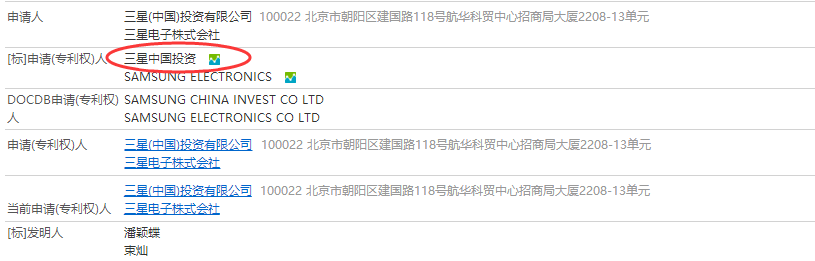 申请人 三星(中国)投资有限公司 100022 北京市朝阳区建国路118号航华科贸中心招商局大厦2208-13单元
三星电子株式会社
[标]申请(专利权)人 三星中国投资
SAMSUNG ELECTRONICS
DOCDB申请(专利权)人 SAMSUNG CHINA INVEST CO LTD
SAMSUNG ELECTRONICS CO LTD
申请(专利权)人 三星(中国)投资有限公司 100022 北京市朝阳区建国路118号航华科贸中心招商局大厦2208-13单元
三星电子株式会社
三星(中国)投资有限公司 100022 北京市朝阳区建国路118号航华科贸中心招商局大厦2208-13单元
当前申请(专利权)人 三星电子株式会社
[标]发明人 潘颖蝶
束灿